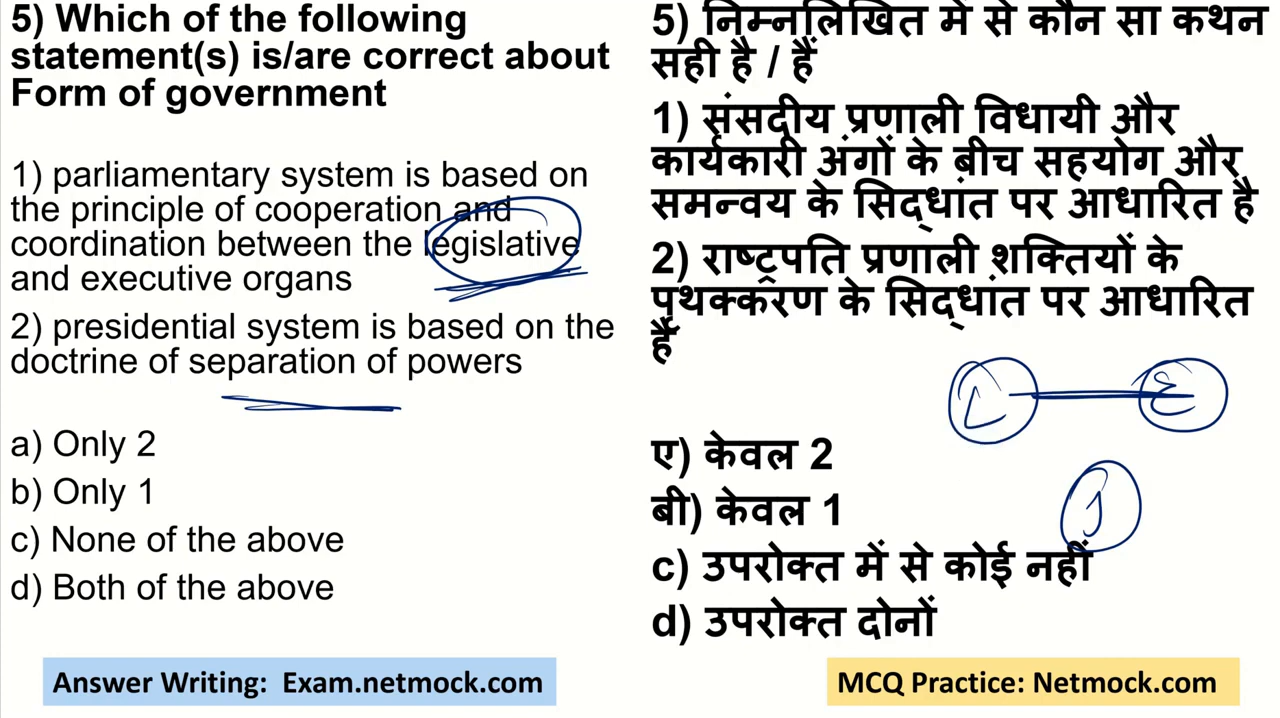 5) Which of the following
statement(s) is/are correct about
Form of government
1) parliamentary system is based on
the principle of cooperation and
coordination between the legislative
and executive organs
2) presidential system is based on the
doctrine of separation of powers
a) Only 2
b) Only 1
c) None of the above
d) Both of the above
5) निम्नलिखित में से कौन सा कथन
सही है / हैं
1) संसदीय प्रणाली विधायी और
कार्यकारी अंगों के बीच सहयोग और
समन्वय के सिद्धांत पर आधारित है
2) राष्ट्रपति प्रणाली शक्तियों के
पृथक्करण के सिद्धांत पर आधारित
है
L E
J
ए) केवल 2
बी) केवल 1
c) उपरोक्त में से कोई नहीं
d) उपरोक्त दोनों
Answer Writing: Exam.netmock.com
MCQ Practice: Netmock.com